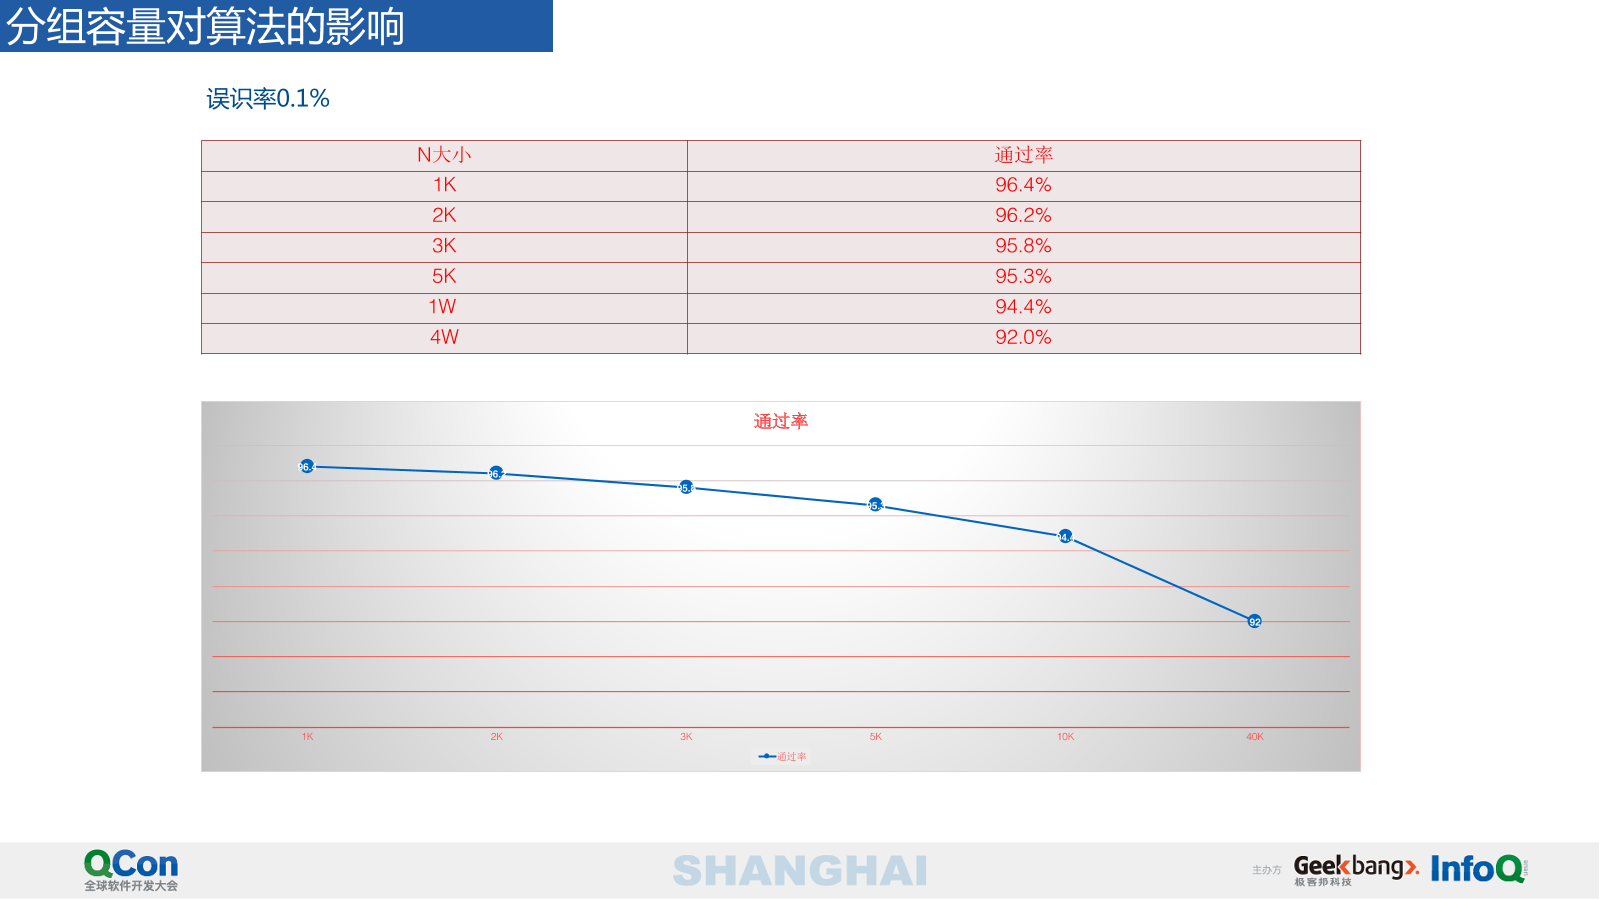 分组容量对算法的影响
误识率0.1%
N大小 通过率
1K 96.4%
2K 96.2%
3K 95.8%
5K 95.3%
1W 94.4%
4W 92.0%
通过率
96.4
96.2
95.8
95.3
94.4
92
1K 2K 3K 5K 10K 40K
通过率
QCon
全球软件开发大会
SHANGHAI
主办方
Geekbang
极客邦科技
InfoQ